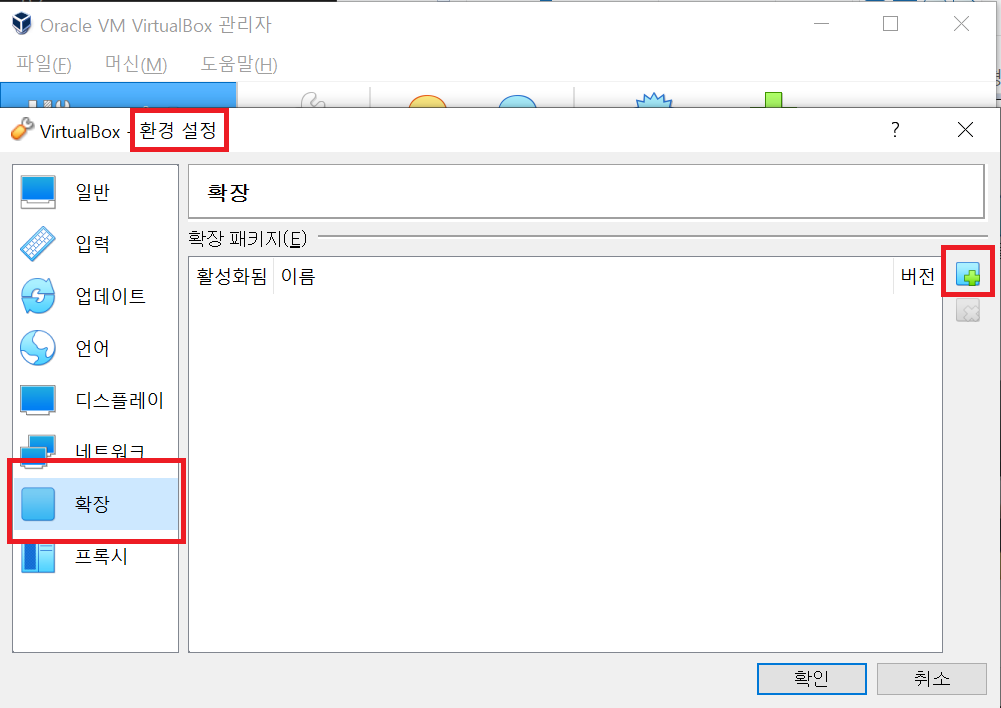 Oracle VM VirtualBox 관리자
파일(F) 머신(M) 도움말(H)
VirtualBox - 환경 설정
?
일반
입력
업데이트
언어
디스플레이
네트워크
확장
프록시
확장
확장 패키지(E)
활성화됨 이름 버전
확인 취소